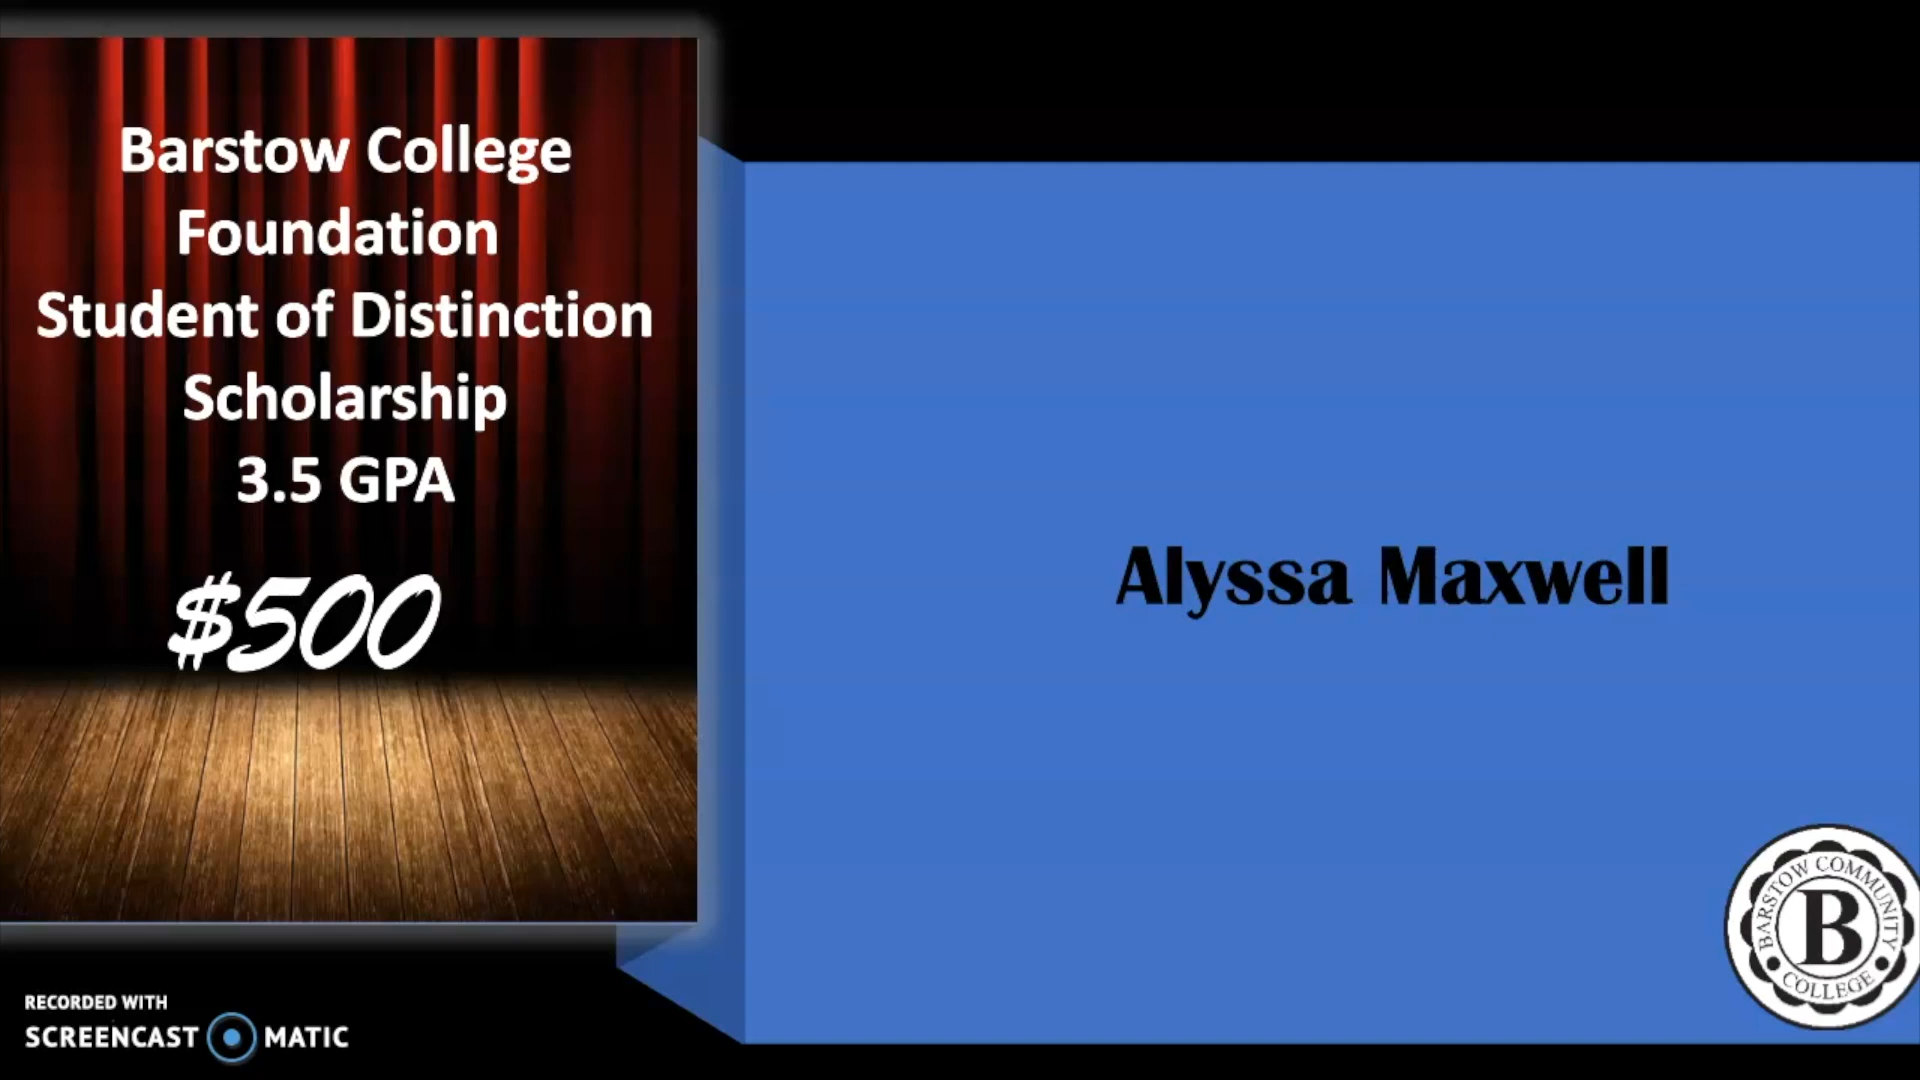 Barstow College
Foundation
Student of Distinction
Scholarship
3.5 GPA
$500
Alyssa Maxwell
BARSTOW COMMUNITY
B
COLLEGE
RECORDED WITH
SCREENCAST MATIC